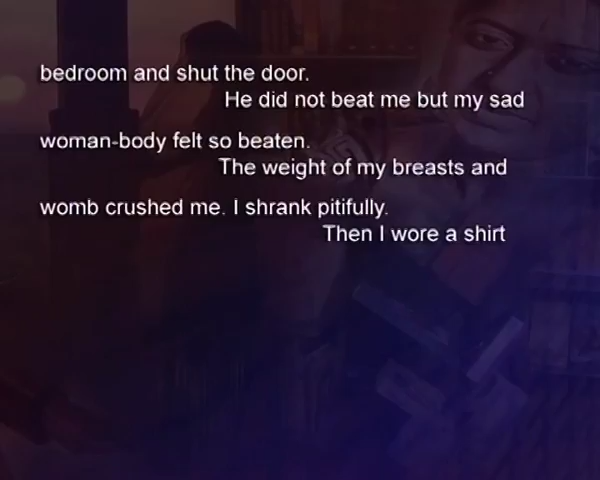 bedroom and shut the door.
He did not beat me but my sad
woman-body felt so beaten.
The weight of my breasts and
womb crushed me. I shrank pitifully.
Then I wore a shirt